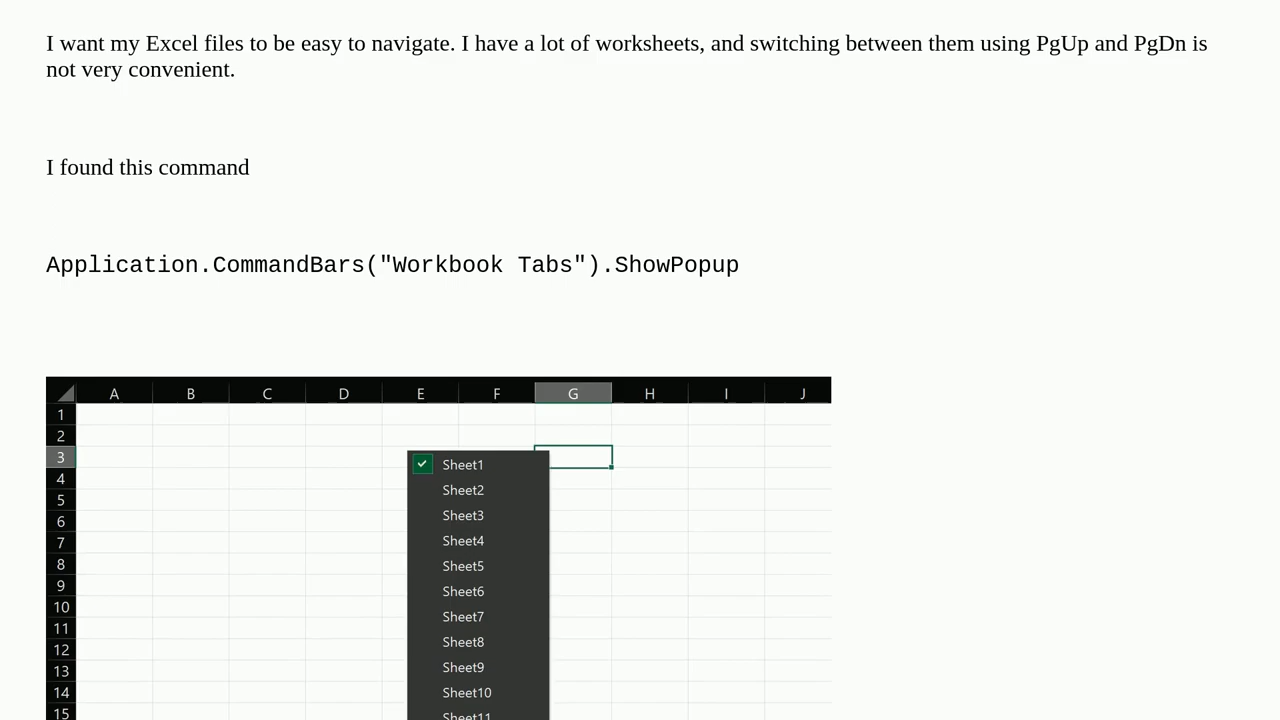 I want my Excel files to be easy to navigate. I have a lot of worksheets, and switching between them using PgUp and PgDn is
not very convenient.
I found this command
Application.CommandBars("Workbook Tabs").ShowPopup
A B C D E F G H I J
1
2
3 Sheet1
4 Sheet2
5 Sheet3
6 Sheet4
7 Sheet5
8 Sheet6
9 Sheet7
10 Sheet8
11 Sheet9
12 Sheet10
13 Sheet11
14
15